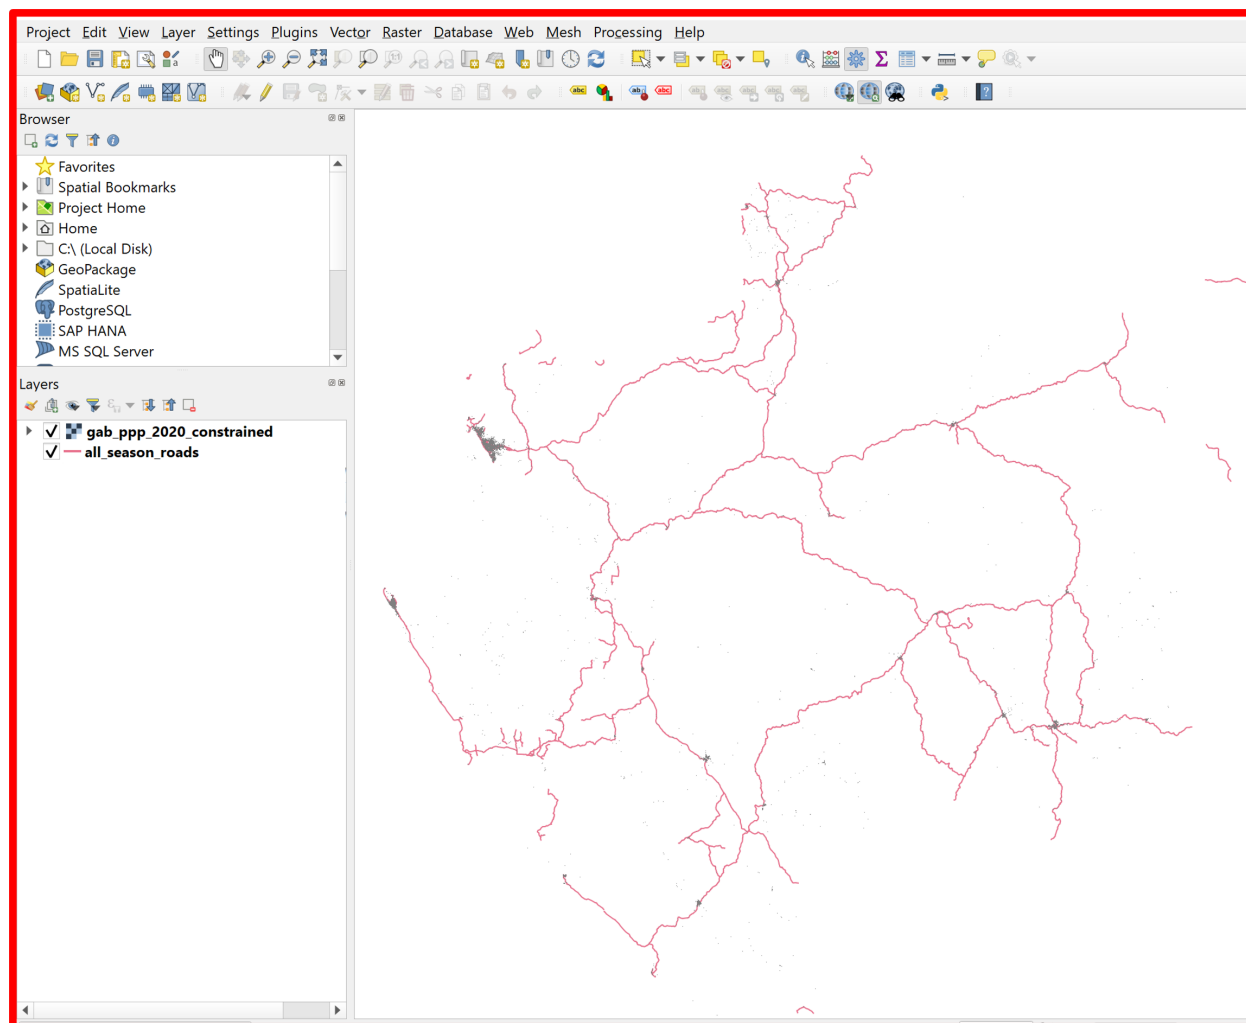 Project Edit View Layer Settings Plugins Vector Raster Database Web Mesh Processing Help
Browser
Favorites
Spatial Bookmarks
Project Home
Home
C:\ (Local Disk)
GeoPackage
SpatiaLite
PostgreSQL
SAP HANA
MS SQL Server
Layers
gab_ppp_2020_constrained
all_season_roads